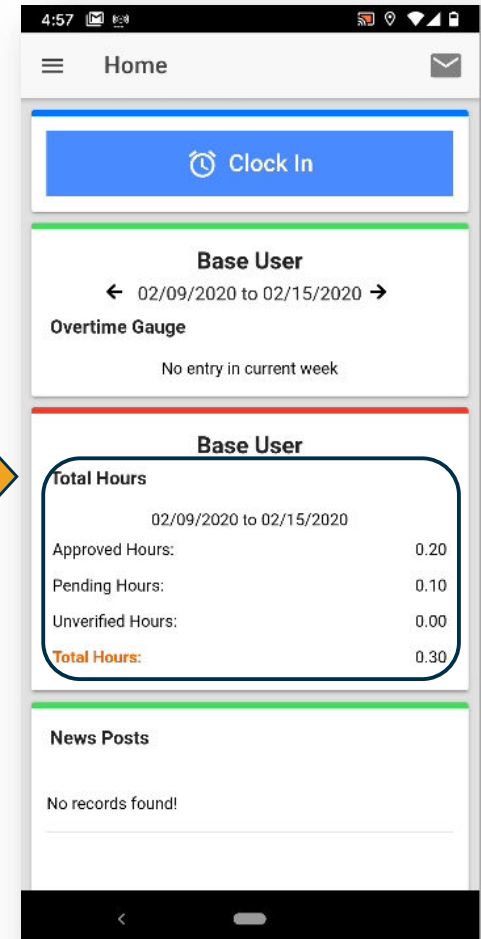 4:57
Home
Clock In
Base User
02/09/2020 to 02/15/2020
Overtime Gauge
No entry in current week
Base User
Total Hours
02/09/2020 to 02/15/2020
Approved Hours: 0.20
Pending Hours: 0.10
Unverified Hours: 0.00
Total Hours: 0.30
News Posts
No records found!